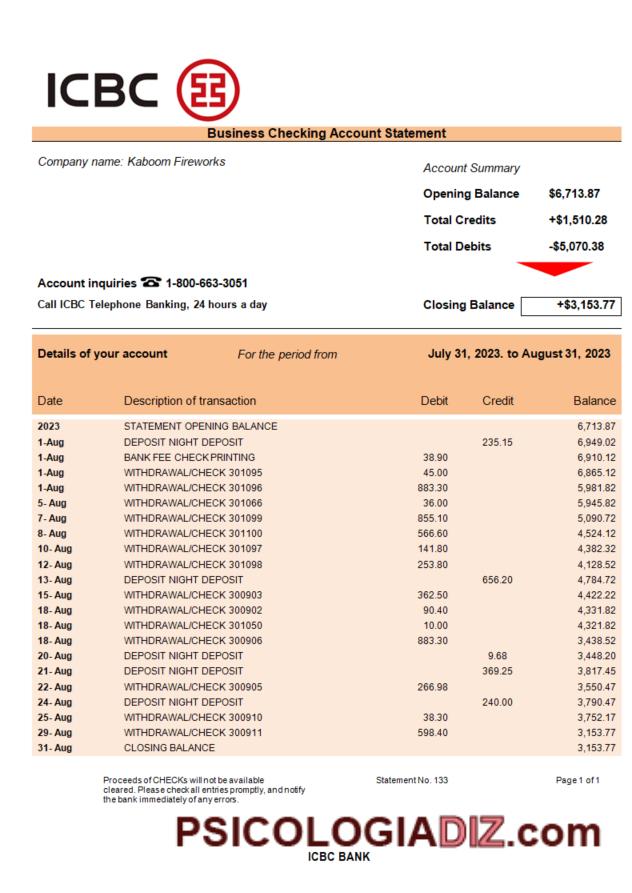 ICBC
Business Checking Account Statement
Company name: Kaboom Fireworks
Account Summary
Opening Balance $6,713.87
Total Credits +$1,510.28
Total Debits -$5,070.38
Account inquiries ☎ 1-800-663-3051
Call ICBC Telephone Banking, 24 hours a day
Closing Balance +$3,153.77
Details of your account For the period from July 31, 2023. to August 31, 2023
Date Description of transaction Debit Credit Balance
2023 STATEMENT OPENING BALANCE 6,713.87
1-Aug DEPOSIT NIGHT DEPOSIT 235.15 6,949.02
1-Aug BANK FEE CHECK PRINTING 38.90 6,910.12
1-Aug WITHDRAWAL/CHECK 301095 45.00 6,865.12
1-Aug WITHDRAWAL/CHECK 301096 883.30 5,981.82
5- Aug WITHDRAWAL/CHECK 301066 36.00 5,945.82
7- Aug WITHDRAWAL/CHECK 301099 855.10 5,090.72
8- Aug WITHDRAWAL/CHECK 301100 566.60 4,524.12
10- Aug WITHDRAWAL/CHECK 301097 141.80 4,382.32
12- Aug WITHDRAWAL/CHECK 301098 253.80 4,128.52
13- Aug DEPOSIT NIGHT DEPOSIT 656.20 4,784.72
15- Aug WITHDRAWAL/CHECK 300903 362.50 4,422.22
18- Aug WITHDRAWAL/CHECK 300902 90.40 4,331.82
18- Aug WITHDRAWAL/CHECK 301050 10.00 4,321.82
18- Aug WITHDRAWAL/CHECK 300906 883.30 3,438.52
20- Aug DEPOSIT NIGHT DEPOSIT 9.68 3,448.20
21- Aug DEPOSIT NIGHT DEPOSIT 369.25 3,817.45
22- Aug WITHDRAWAL/CHECK 300905 266.98 3,550.47
24- Aug DEPOSIT NIGHT DEPOSIT 240.00 3,790.47
25- Aug WITHDRAWAL/CHECK 300910 38.30 3,752.17
29- Aug WITHDRAWAL/CHECK 300911 598.40 3,153.77
31- Aug CLOSING BALANCE 3,153.77
Proceeds of CHECKs will not be available
cleared. Please check all entries promptly, and notify
the bank immediately of any errors.
Statement No. 133
Page 1 of 1
PSICOLOGIADIZ.com
ICBC BANK